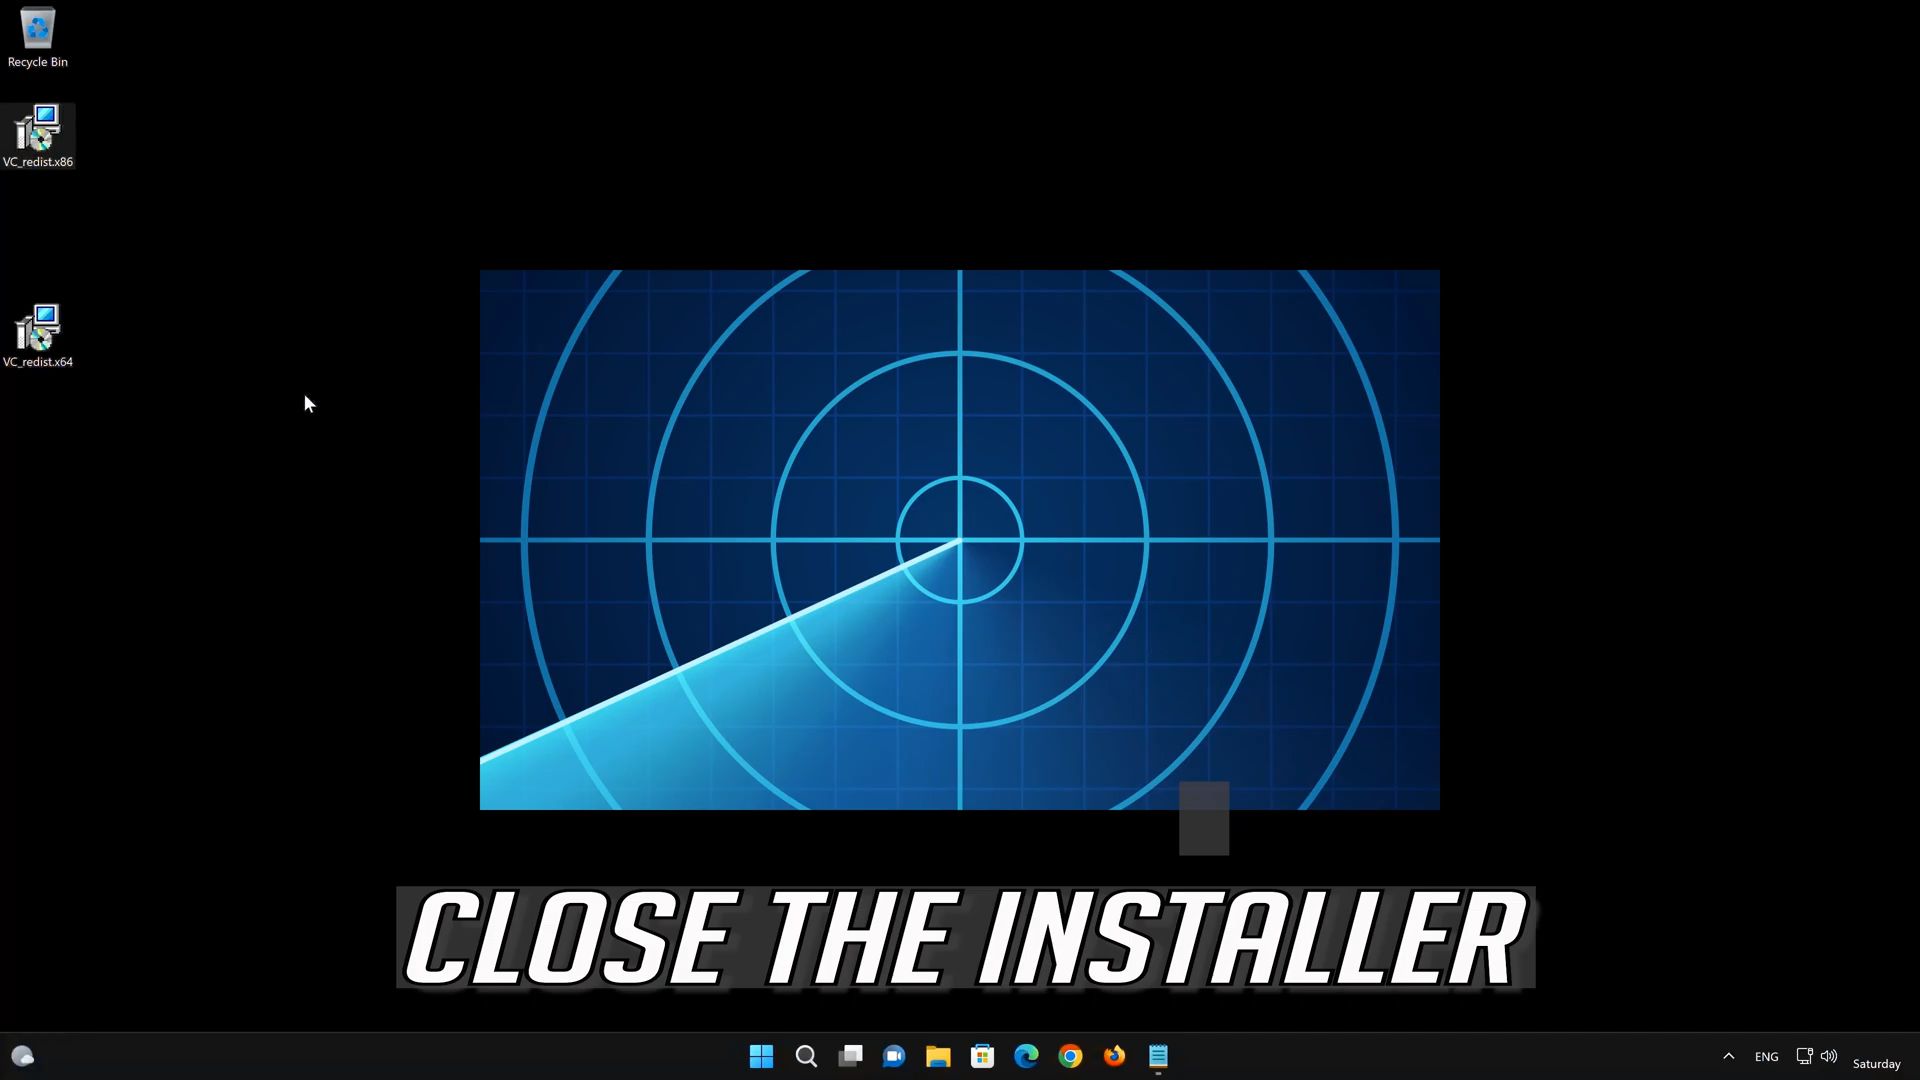 Recycle Bin
VC_redist.x86
VC_redist.x64
CLOSE THE INSTALLER
ENG
Saturday